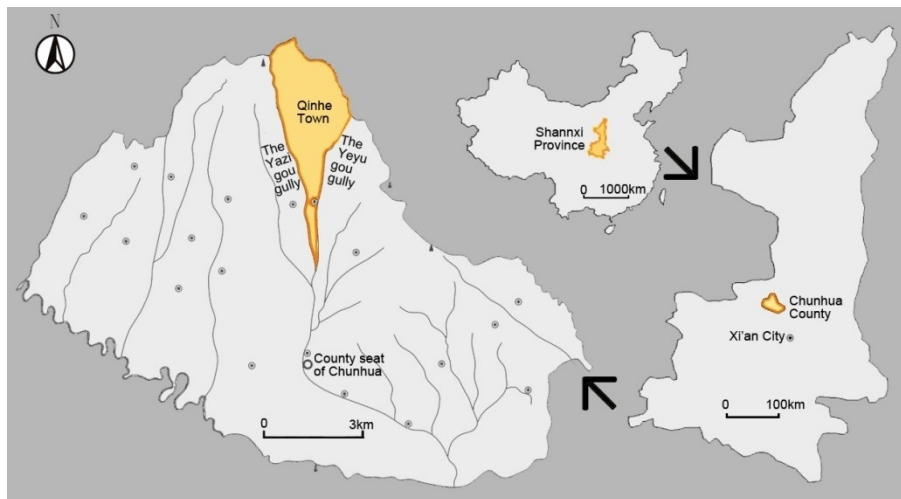 N
Qinhe
Town
The
Yazi
gou
gully
The
Yeyu
gou
gully
County seat
of Chunhua
0 3km
Shannxi
Province
0 1000km
Chunhua
County
Xi'an City
0 100km